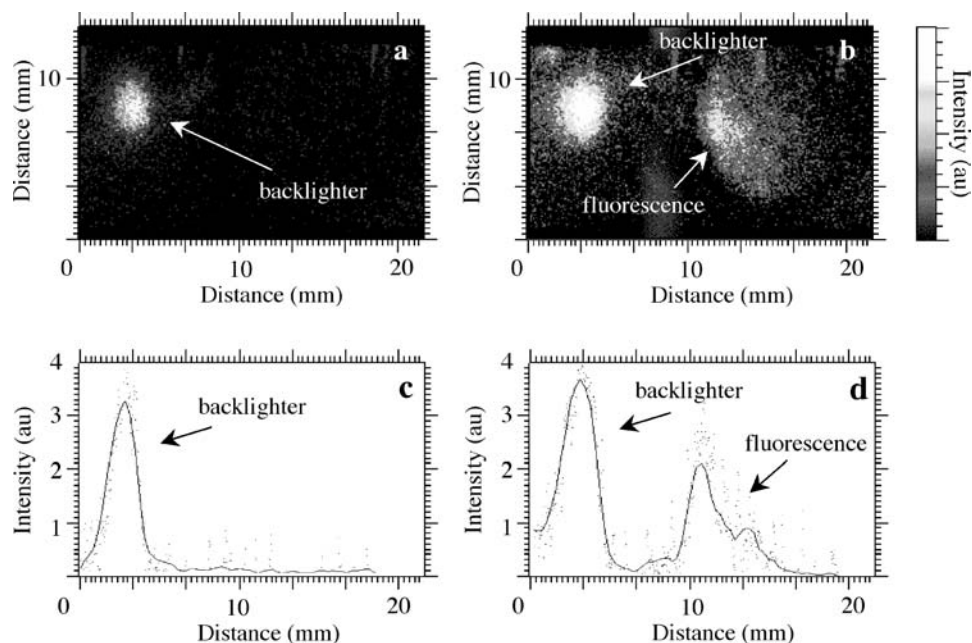 a
backlighter
10
Distance (mm)
0
10
20
Distance (mm)
b
backlighter
fluorescence
10
Distance (mm)
0
10
20
Distance (mm)
Intensity (au)
c
backlighter
4
3
2
1
Intensity (au)
0
10
20
Distance (mm)
d
backlighter
fluorescence
4
3
2
1
Intensity (au)
0
10
20
Distance (mm)